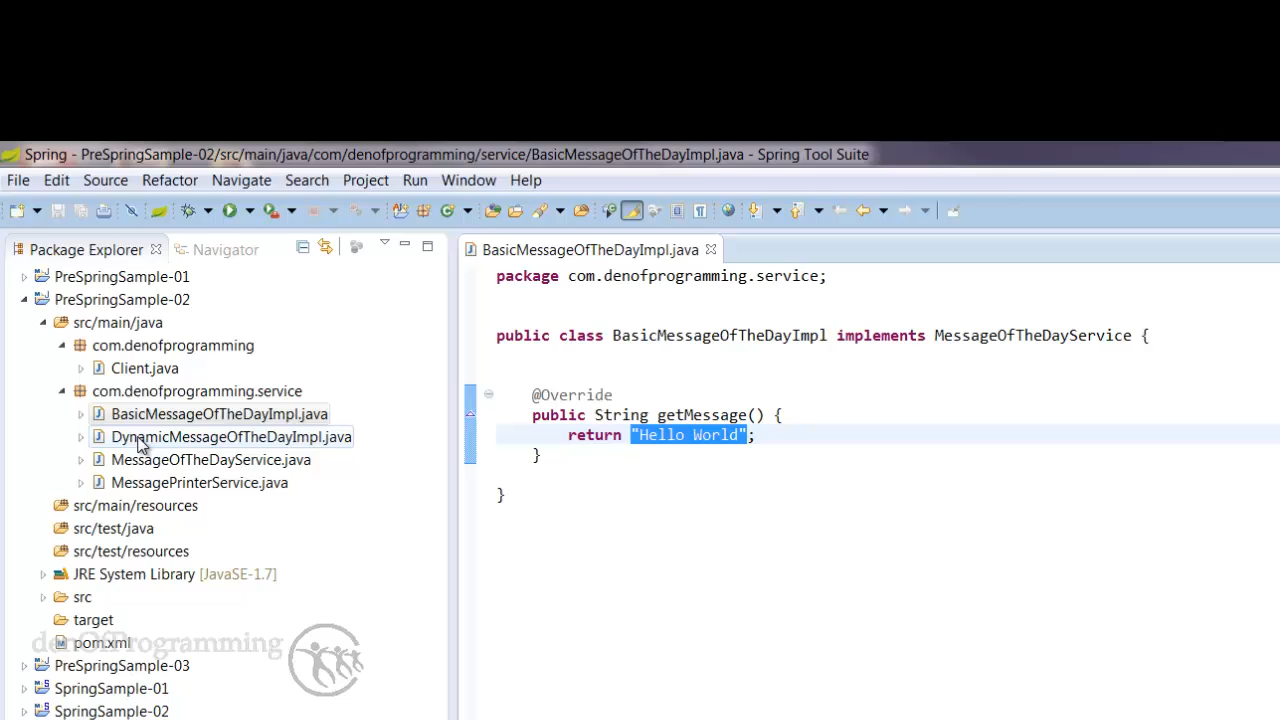 Spring - PreSpringSample-02/src/main/java/com/denofprogramming/service/BasicMessageOfTheDayImpl.java - Spring Tool Suite
File Edit Source Refactor Navigate Search Project Run Window Help
Package Explorer Navigator
PreSpringSample-01
PreSpringSample-02
src/main/java
com.denofprogramming
Client.java
com.denofprogramming.service
BasicMessageOfTheDayImpl.java
DynamicMessageOfTheDayImpl.java
MessageOfTheDayService.java
MessagePrinterService.java
src/main/resources
src/test/java
src/test/resources
JRE System Library [JavaSE-1.7]
src
target
pom.xml
denOfProgramming
PreSpringSample-03
SpringSample-01
SpringSample-02
BasicMessageOfTheDayImpl.java
package com.denofprogramming.service;
public class BasicMessageOfTheDayImpl implements MessageOfTheDayService {
@Override
public String getMessage() {
return "Hello World";
}
}